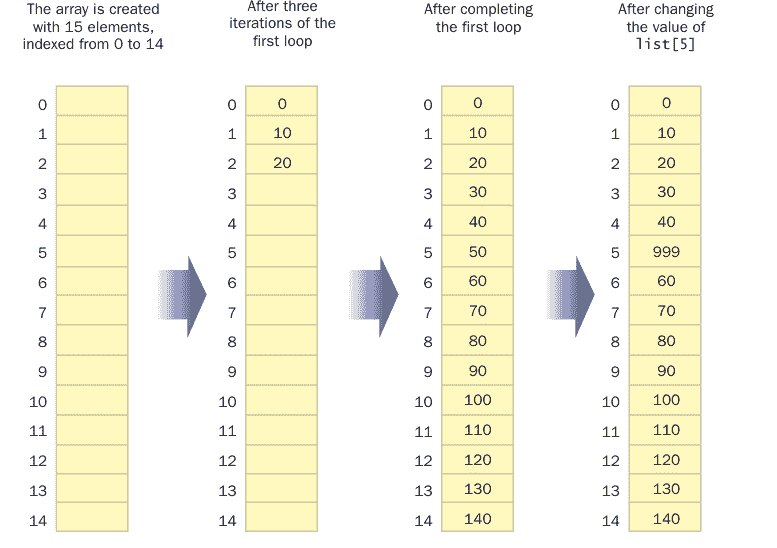 The array is created
with 15 elements,
indexed from 0 to 14
After three
iterations of the
first loop
After completing
the first loop
After changing
the value of
list[5]
0 0 0 0 0 0 0
1 1 10 1 10 1 10
2 2 20 2 20 2 20
3 3 3 30 3 30
4 4 4 40 4 40
5 5 5 50 5 999
6 6 6 60 6 60
7 7 7 70 7 70
8 8 8 80 8 80
9 9 9 90 9 90
10 10 10 100 10 100
11 11 11 110 11 110
12 12 12 120 12 120
13 13 13 130 13 130
14 14 14 140 14 140